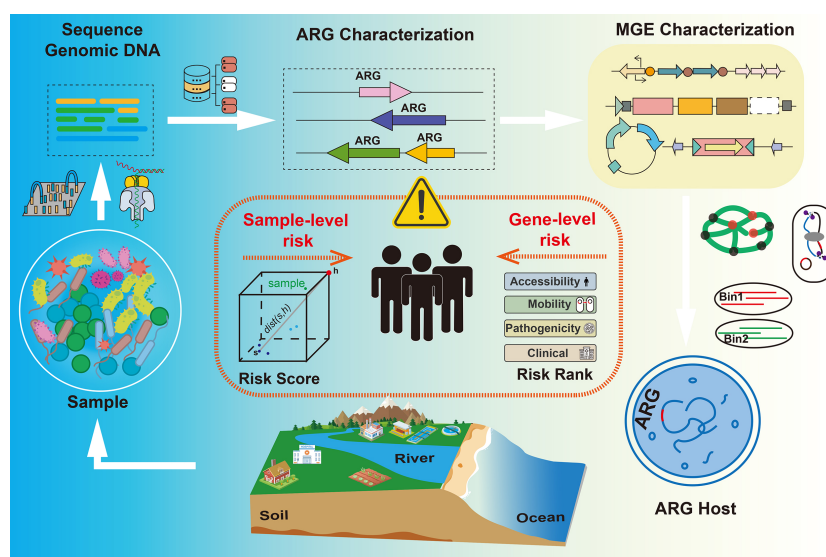 Sequence
Genomic DNA
ARG Characterization
MGE Characterization
ARG
ARG
ARG
ARG
Sample-level
risk
Gene-level
risk
sample
h
dist(s,h)
s
Risk Score
Accessibility
Mobility
Pathogenicity
Clinical
Risk Rank
Bin1
Bin2
Sample
River
Soil
Ocean
ARG
ARG Host